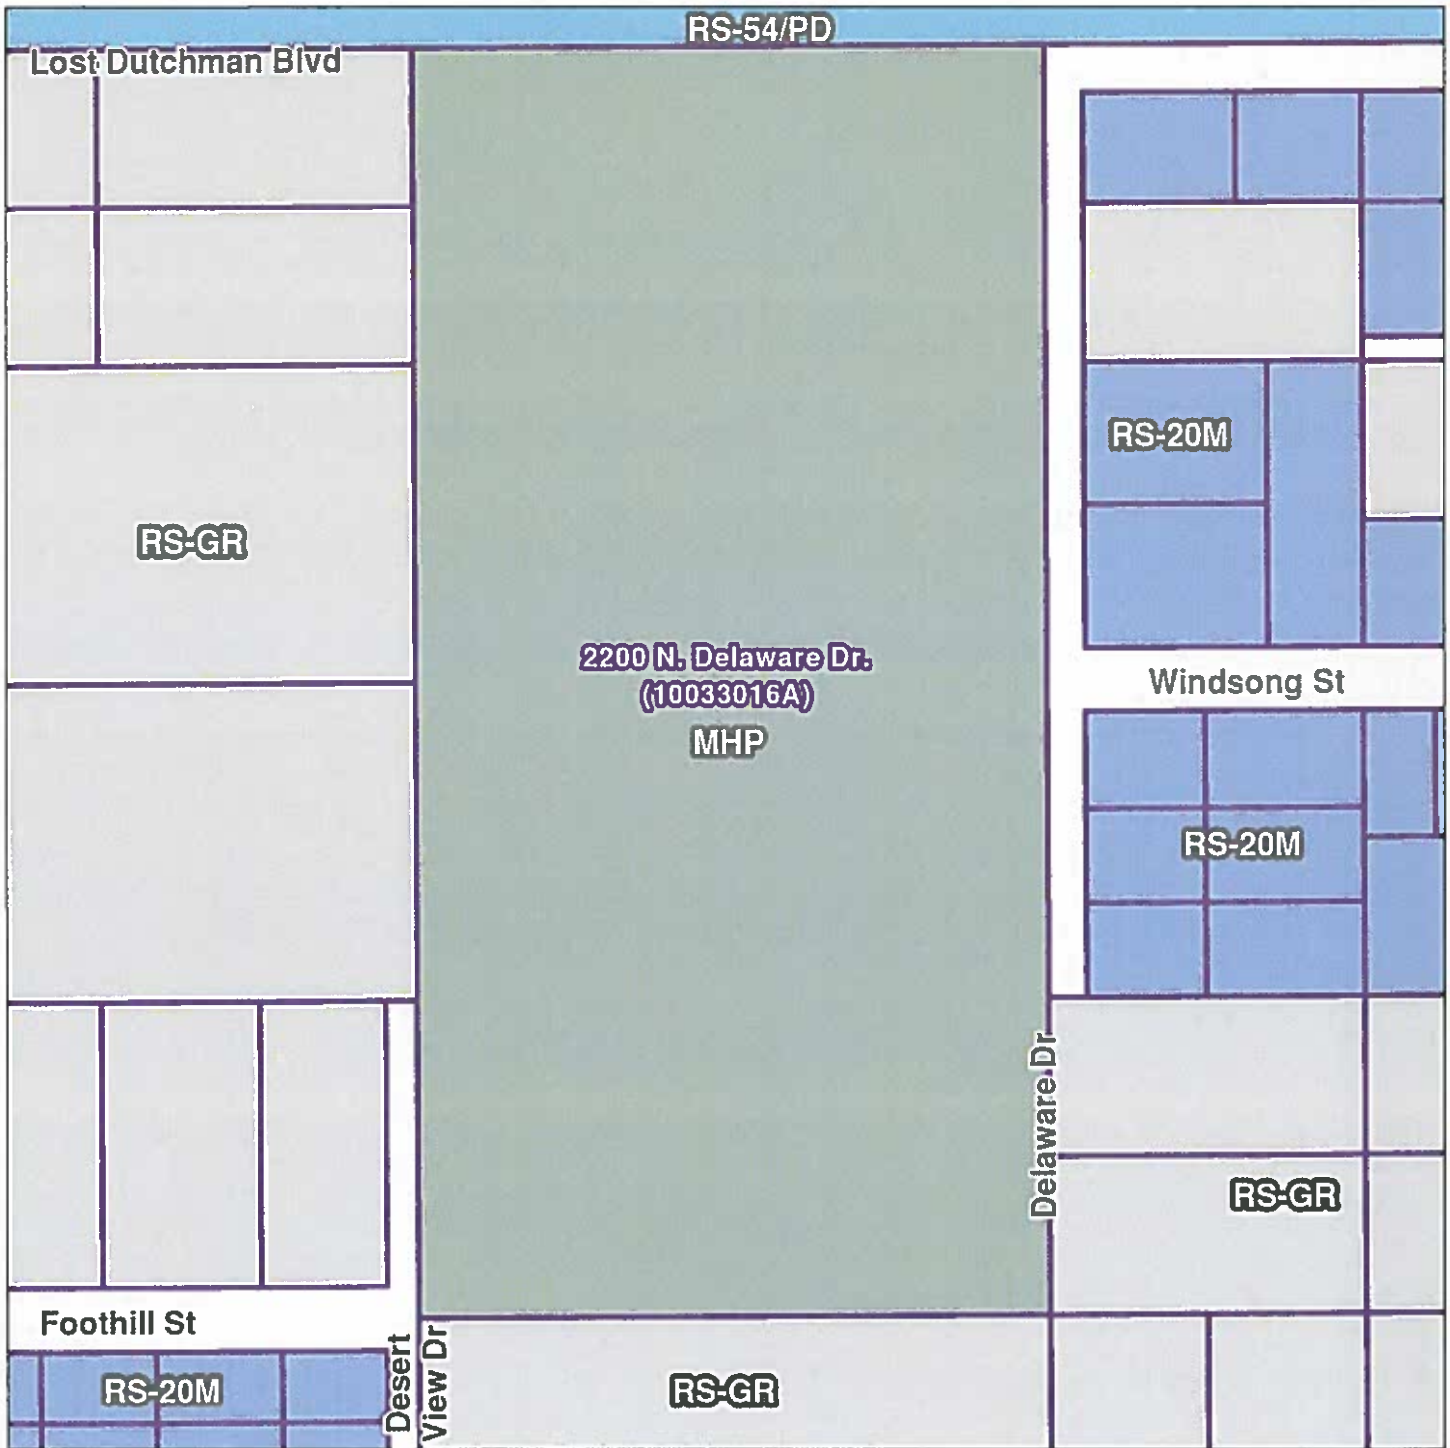 RS-54/PD
Lost Dutchman Blvd
RS-20M
RS-GR
2200 N. Delaware Dr.
(10033016A)
MHP
Windsong St
RS-20M
Delaware Dr
RS-GR
Foothill St
RS-20M
Desert
View Dr
RS-GR